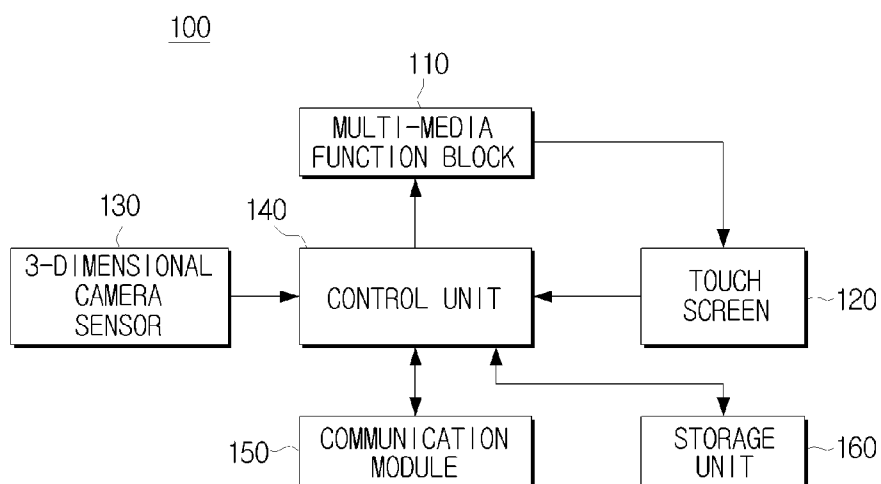 100
110
MULTI-MEDIA
FUNCTION BLOCK
130
3-DIMENSIONAL
CAMERA
SENSOR
140
CONTROL UNIT
TOUCH
SCREEN
120
150
COMMUNICATION
MODULE
STORAGE
UNIT
160